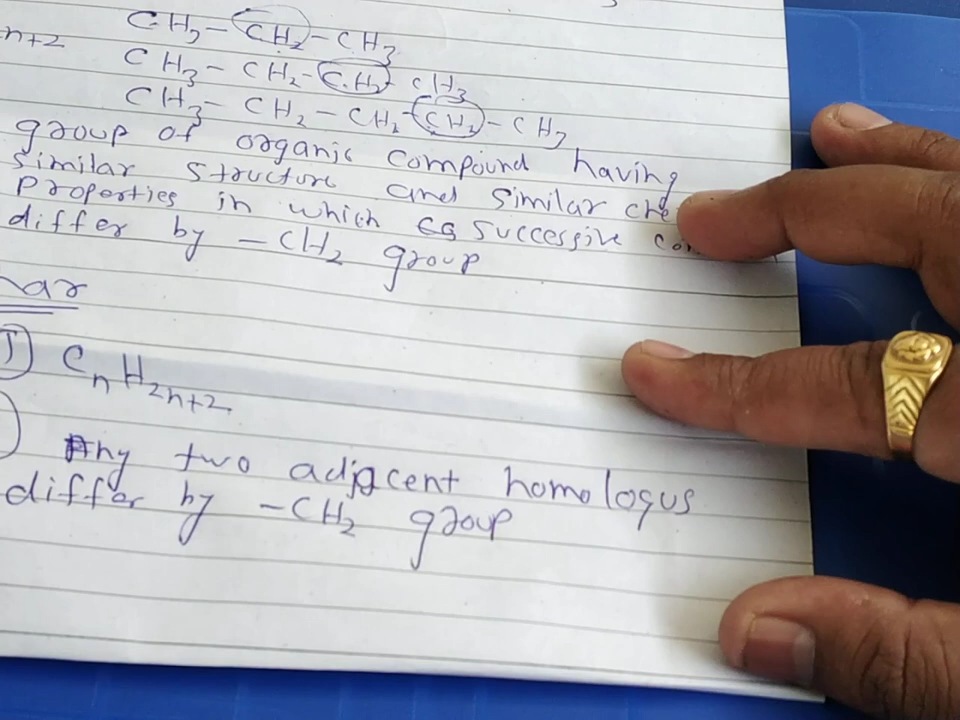 CH3-CH2-CH3
n+2
CH3-CH2-CH2-CH3
CH3-CH2-CH2-CH2-CH3
group of organic compound having
similar structure and similar che
properties in which successive co
differ by -CH2 group
nar
I) CnH2n+2
Any two adjacent homologus
differ by -CH2 group